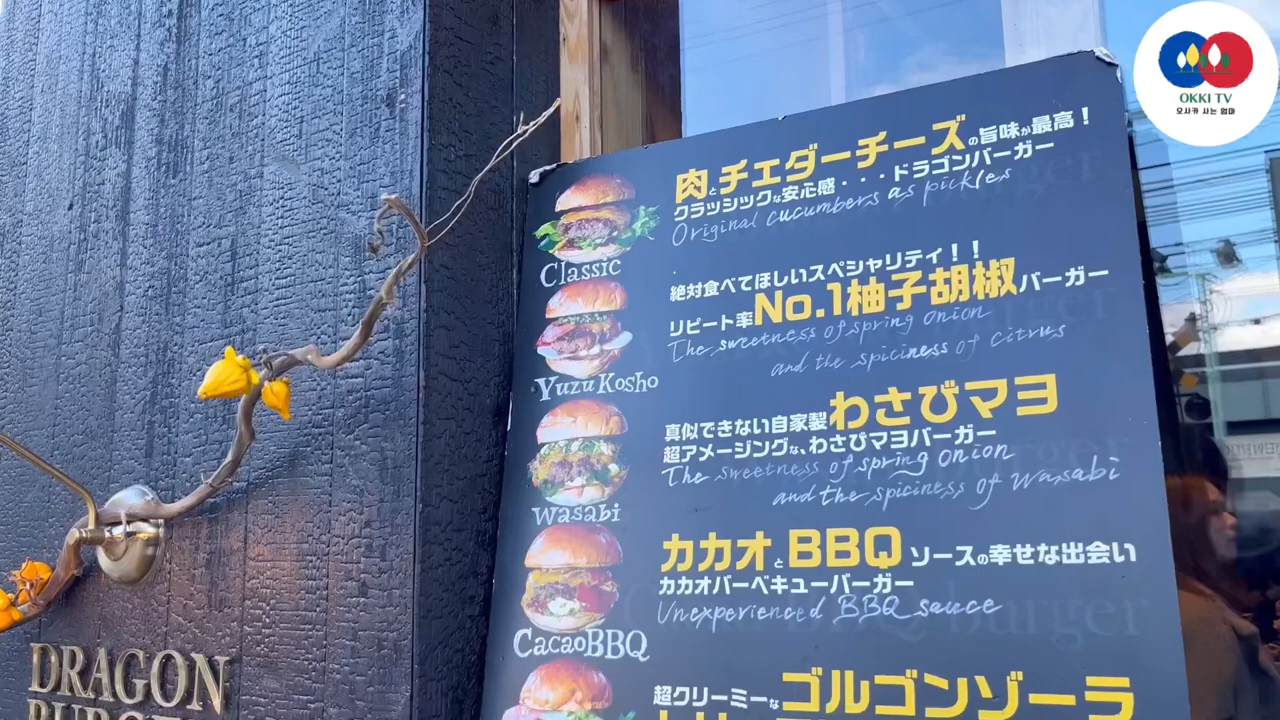 OKKI TV
오사카 사는 엄마
肉とチェダーチーズの旨味が最高！
クラッシックな安心感・・・ドラゴンバーガー
Original cucumbers as pickles
Classic
絶対食べてほしいスペシャリティ！！
リピート率No.1柚子胡椒バーガー
The sweetness of spring onion
and the spiciness of citrus
Yuzu Kosho
真似できない自家製わさびマヨ
超アメージングな、わさびマヨバーガー
The sweetness of spring onion
and the spiciness of wasabi
Wasabi
カカオとBBQソースの幸せな出会い
カカオバーベキューバーガー
Unexperienced BBQ sauce
CacaoBBQ
超クリーミーなゴルゴンゾーラ
DRAGON